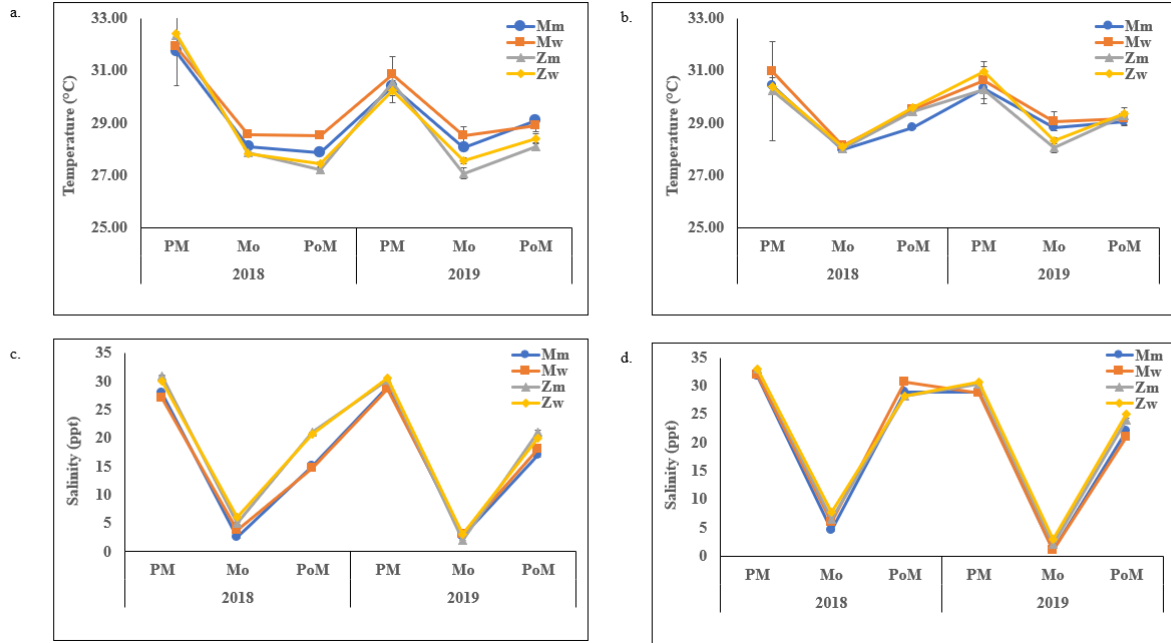 a.
Temperature (°C)
33.00
31.00
29.00
27.00
25.00
Mm
Mw
Zm
Zw
PM Mo PoM PM Mo PoM
2018 2019
b.
Temperature (°C)
33.00
31.00
29.00
27.00
25.00
Mm
Mw
Zm
Zw
PM Mo PoM PM Mo PoM
2018 2019
c.
Salinity (ppt)
35
30
25
20
15
10
5
0
Mm
Mw
Zm
Zw
PM Mo PoM PM Mo PoM
2018 2019
d.
Salinity (ppt)
35
30
25
20
15
10
5
0
Mm
Mw
Zm
Zw
PM Mo PoM PM Mo PoM
2018 2019